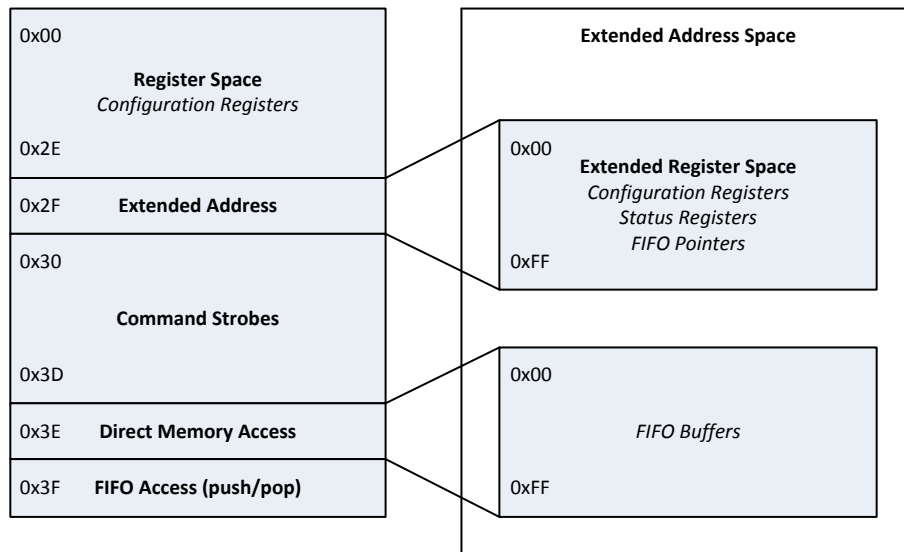 0x00
Register Space
Configuration Registers
0x2E
0x2F Extended Address
0x30
Command Strobes
0x3D
0x3E Direct Memory Access
0x3F FIFO Access (push/pop)
Extended Address Space
0x00
Extended Register Space
Configuration Registers
Status Registers
FIFO Pointers
0xFF
0x00
FIFO Buffers
0xFF